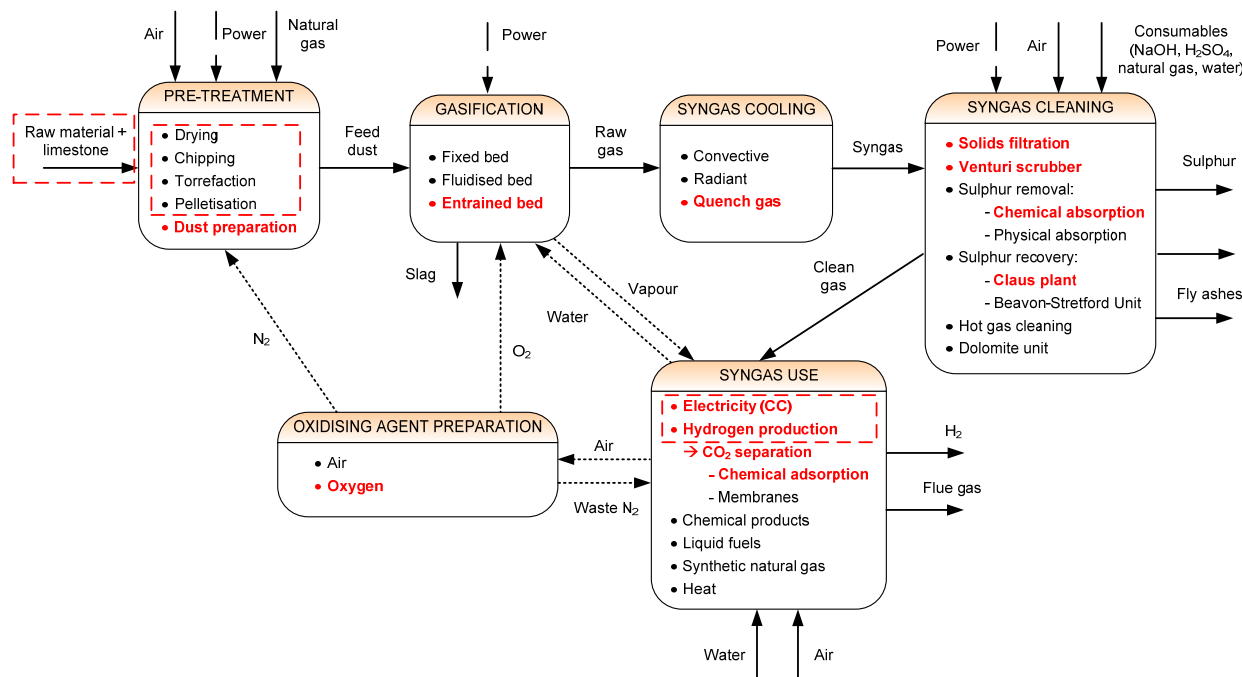 Air
Power
Natural
gas
PRE-TREATMENT
Raw material +
limestone
• Drying
• Chipping
• Torrefaction
• Pelletisation
• Dust preparation
Feed
dust
Power
GASIFICATION
• Fixed bed
• Fluidised bed
• Entrained bed
Slag
Raw
gas
SYNGAS COOLING
• Convective
• Radiant
• Quench gas
Syngas
Power
Air
Consumables
(NaOH, H₂SO₄,
natural gas, water)
SYNGAS CLEANING
• Solids filtration
• Venturi scrubber
• Sulphur removal:
- Chemical absorption
- Physical absorption
• Sulphur recovery:
- Claus plant
- Beavon-Stretford Unit
• Hot gas cleaning
• Dolomite unit
Sulphur
Fly ashes
Clean
gas
Vapour
Water
N₂
O₂
OXIDISING AGENT PREPARATION
• Air
• Oxygen
Air
Waste N₂
SYNGAS USE
• Electricity (CC)
• Hydrogen production
→ CO₂ separation
- Chemical adsorption
- Membranes
• Chemical products
• Liquid fuels
• Synthetic natural gas
• Heat
H₂
Flue gas
Water
Air